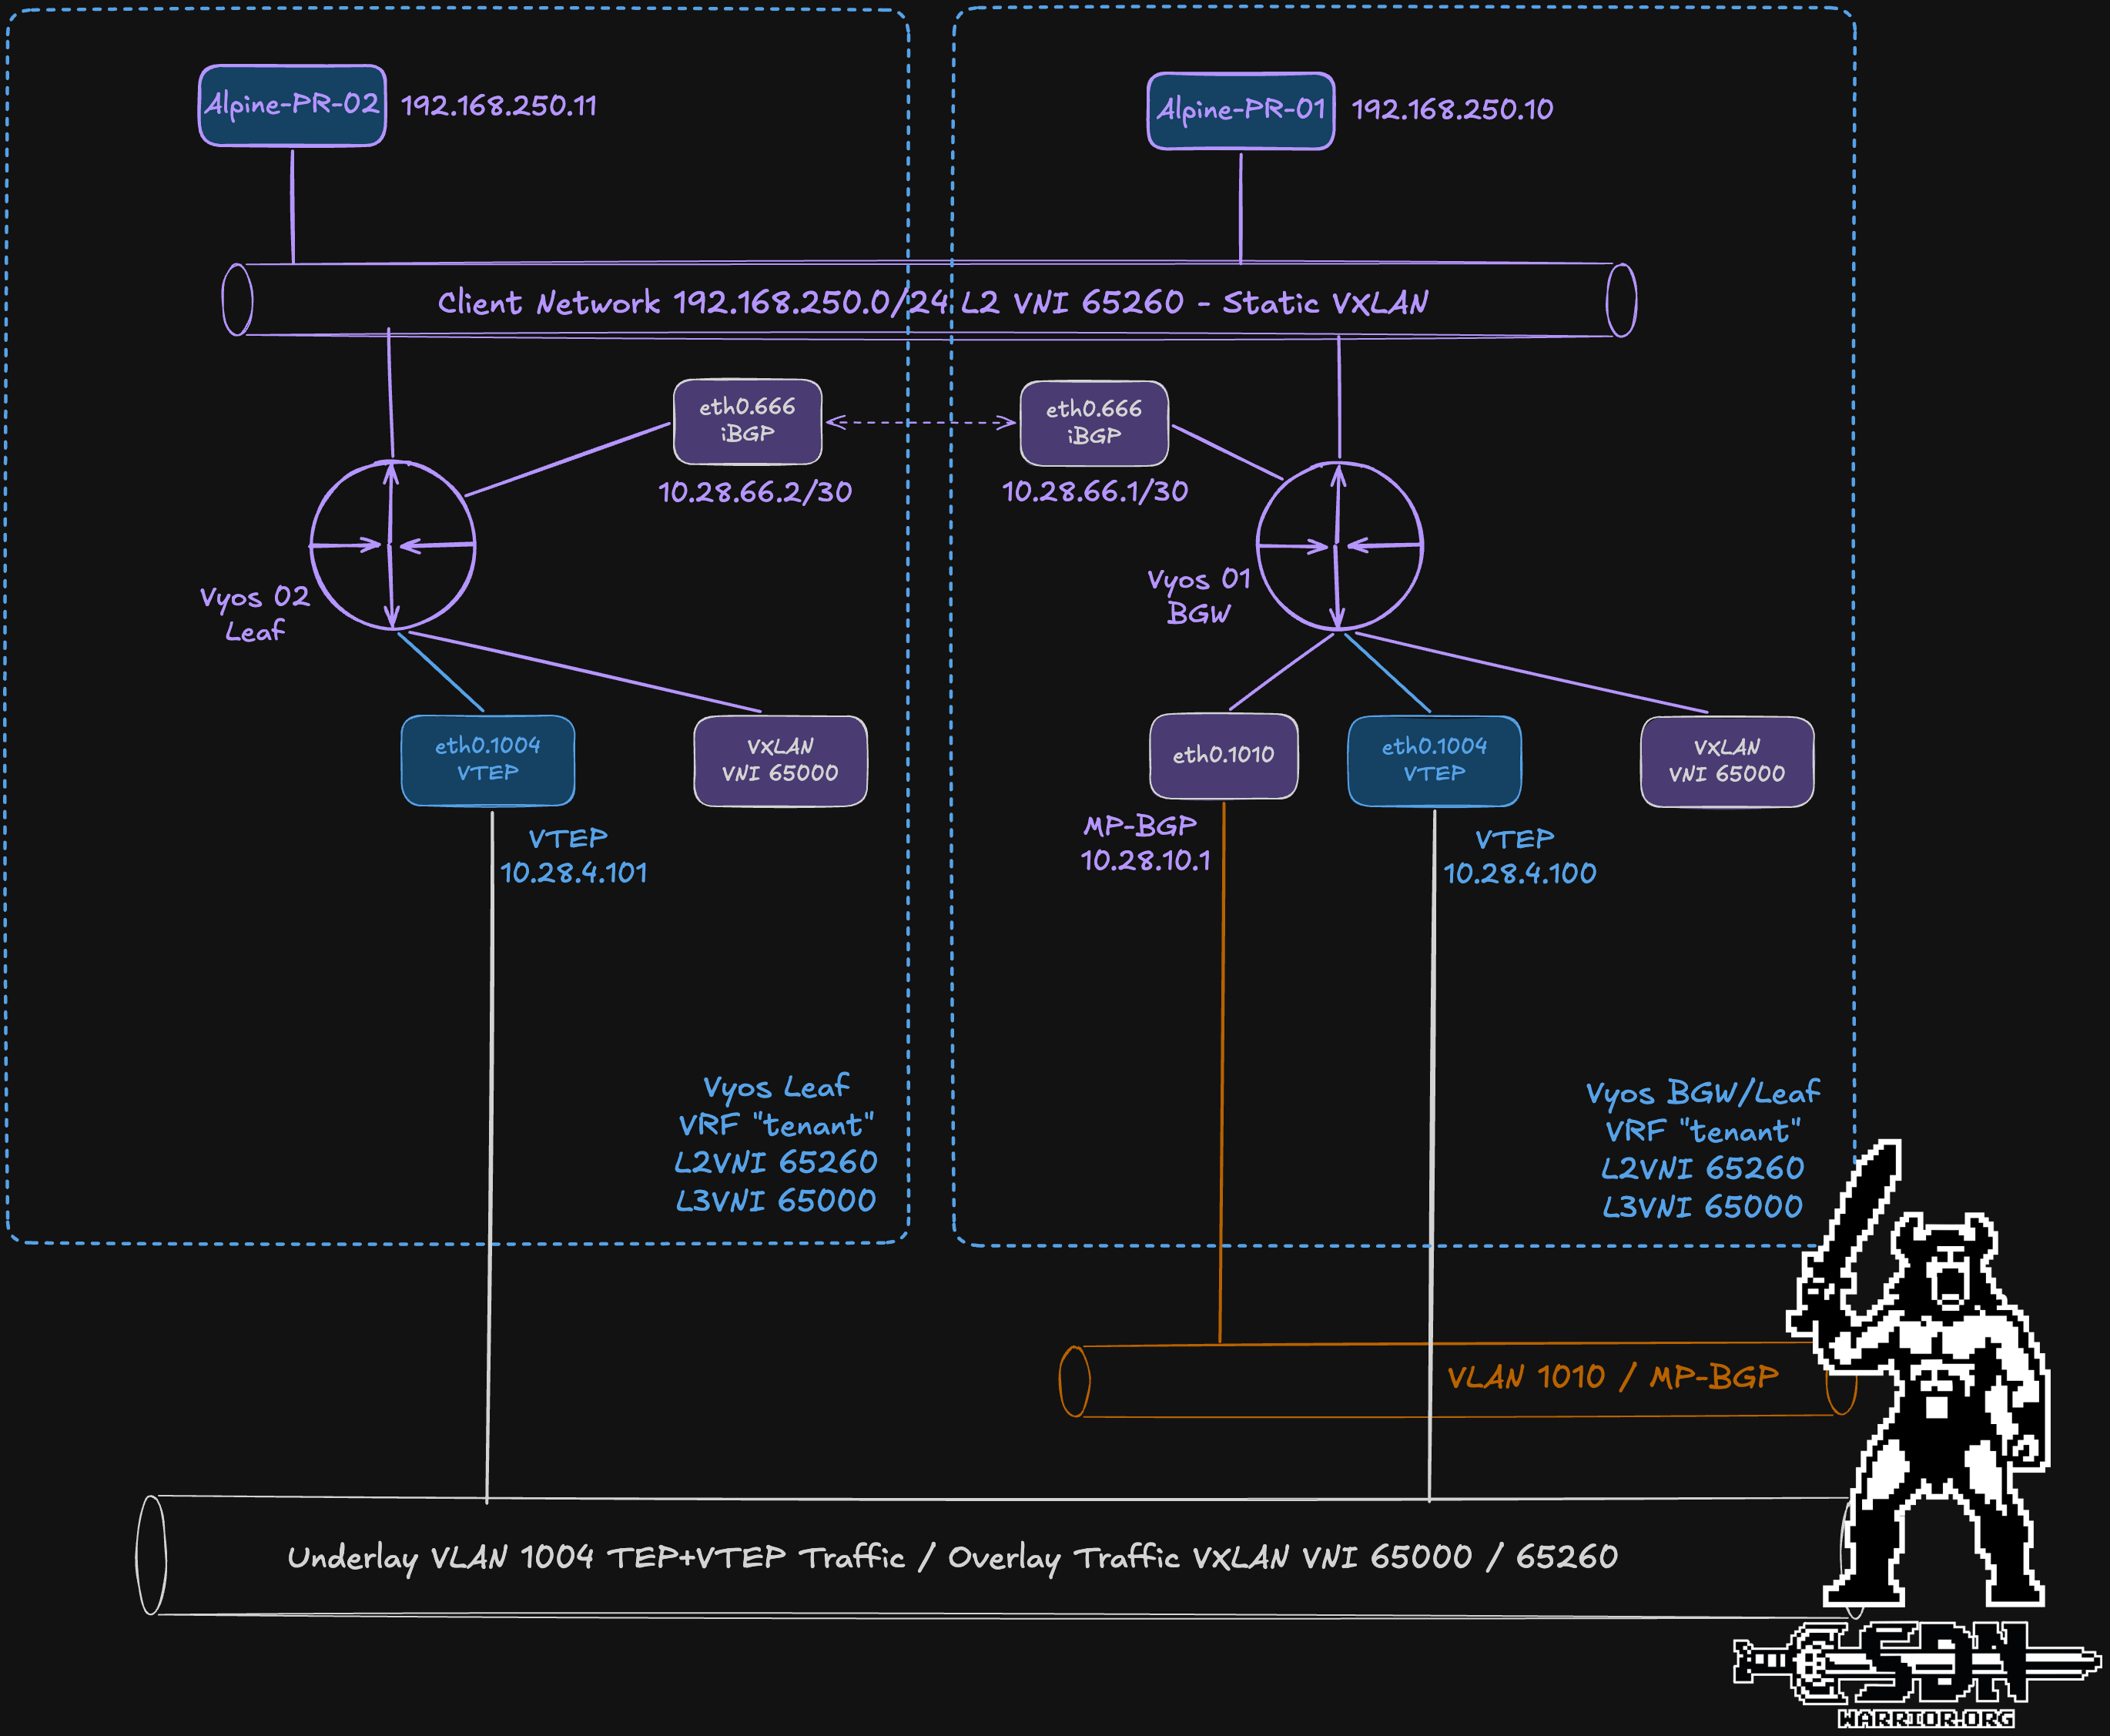 Alpine-PR-02
192.168.250.11
Alpine-PR-01
192.168.250.10
Client Network 192.168.250.0/24 L2 VNI 65260 - Static VXLAN
eth0.666
iBGP
10.28.66.2/30
eth0.666
iBGP
10.28.66.1/30
Vyos 02
Leaf
Vyos 01
BGW
eth0.1004
VTEP
VXLAN
VNI 65000
eth0.1010
eth0.1004
VTEP
VXLAN
VNI 65000
VTEP
10.28.4.101
MP-BGP
10.28.10.1
VTEP
10.28.4.100
Vyos Leaf
VRF "tenant"
L2VNI 65260
L3VNI 65000
Vyos BGW/Leaf
VRF "tenant"
L2VNI 65260
L3VNI 65000
VLAN 1010 / MP-BGP
Underlay VLAN 1004 TEP+VTEP Traffic / Overlay Traffic VXLAN VNI 65000 / 65260
SDN
WARRIOR.ORG